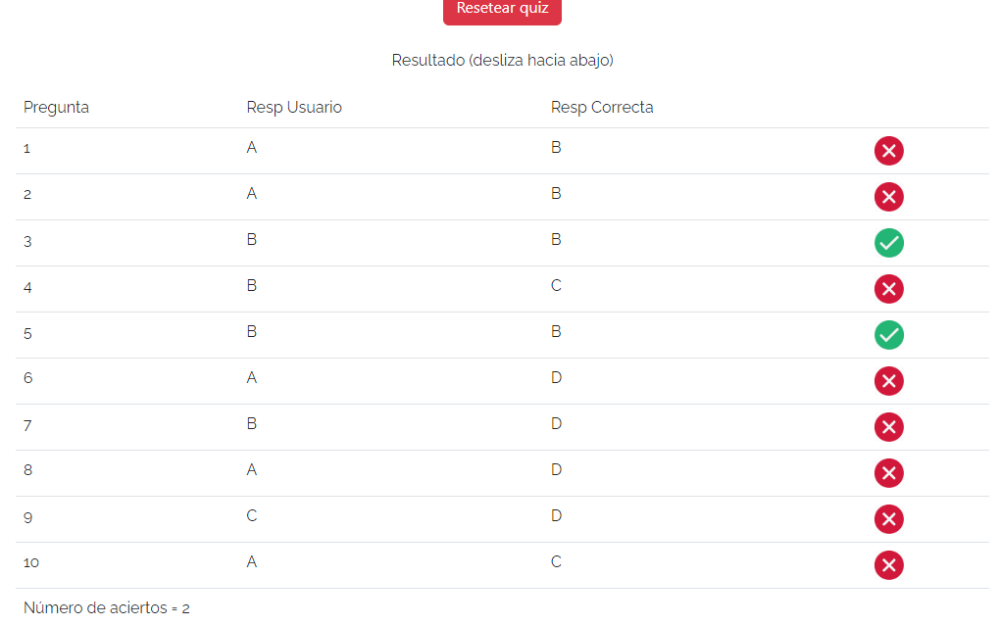 Resetear quiz
Resultado (desliza hacia abajo)
Pregunta Resp Usuario Resp Correcta
1 A B
2 A B
3 B B
4 B C
5 B B
6 A D
7 B D
8 A D
9 C D
10 A C
Número de aciertos = 2